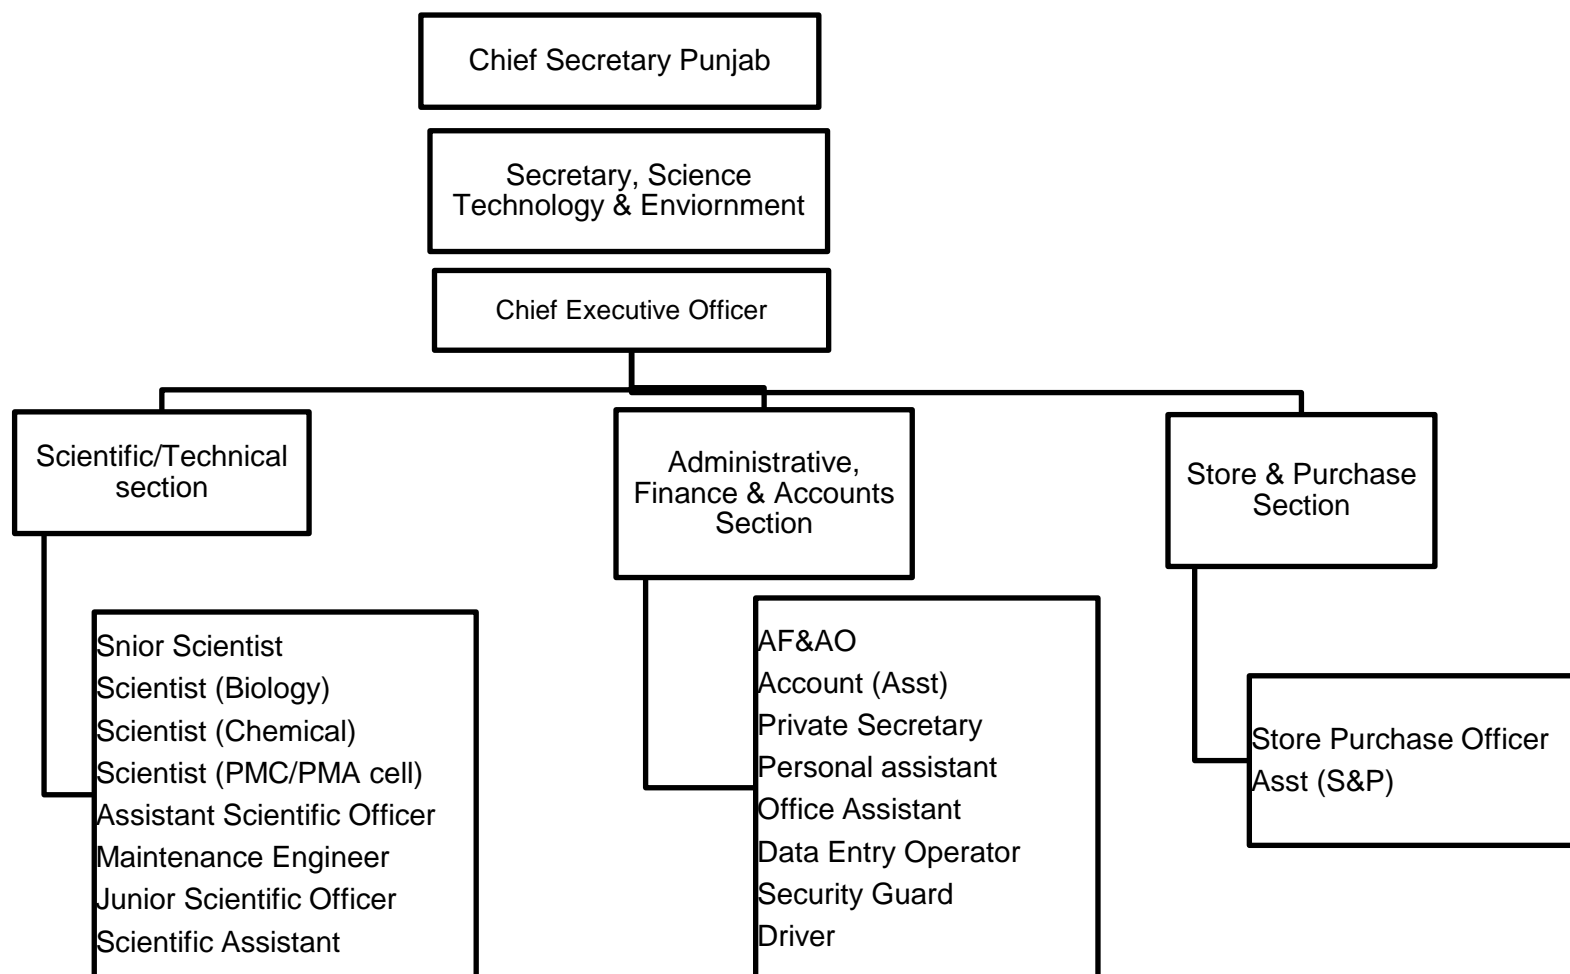 Chief Secretary Punjab
Secretary, Science
Technology & Enviornment
Chief Executive Officer
Scientific/Technical
section
Administrative,
Finance & Accounts
Section
Store & Purchase
Section
Snior Scientist
Scientist (Biology)
Scientist (Chemical)
Scientist (PMC/PMA cell)
Assistant Scientific Officer
Maintenance Engineer
Junior Scientific Officer
Scientific Assistant
AF&AO
Account (Asst)
Private Secretary
Personal assistant
Office Assistant
Data Entry Operator
Security Guard
Driver
Store Purchase Officer
Asst (S&P)